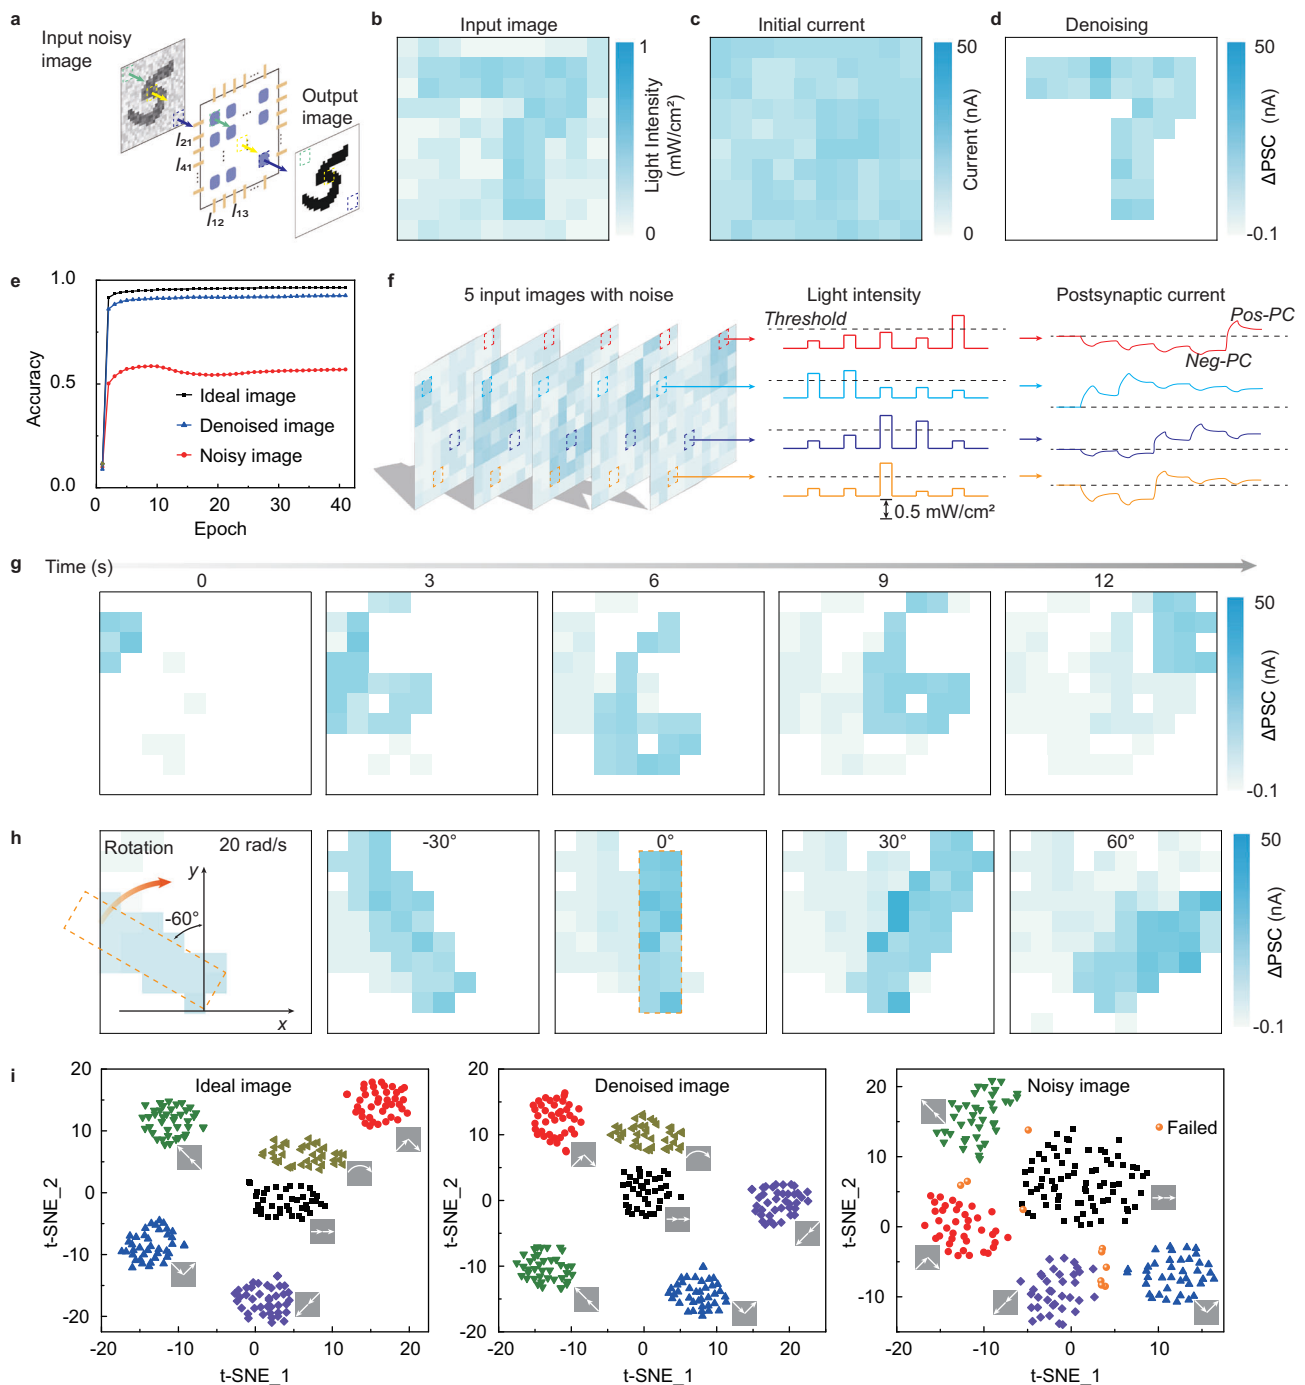 a
Input noisy
image
Output
image
I21
I41
I12
I13
b
Input image
1
Light Intensity
(mW/cm²)
0
c
Initial current
50
Current (nA)
0
d
Denoising
50
ΔPSC (nA)
-0.1
e
1.0
0.5
0.0
Accuracy
Ideal image
Denoised image
Noisy image
0 10 20 30 40
Epoch
f
5 input images with noise
Light intensity
Postsynaptic current
Threshold
Pos-PC
Neg-PC
0.5 mW/cm²
g
Time (s)
0 3 6 9 12
50
ΔPSC (nA)
-0.1
h
Rotation
20 rad/s
y
-60°
x
-30°
0°
30°
60°
50
ΔPSC (nA)
-0.1
i
Ideal image
20
10
0
-10
-20
t-SNE_2
-20 -10 0 10 20
t-SNE_1
Denoised image
20
10
0
-10
-20
t-SNE_2
-20 -10 0 10 20
t-SNE_1
Noisy image
Failed
20
10
0
-10
t-SNE_2
-20 -10 0 10
t-SNE_1